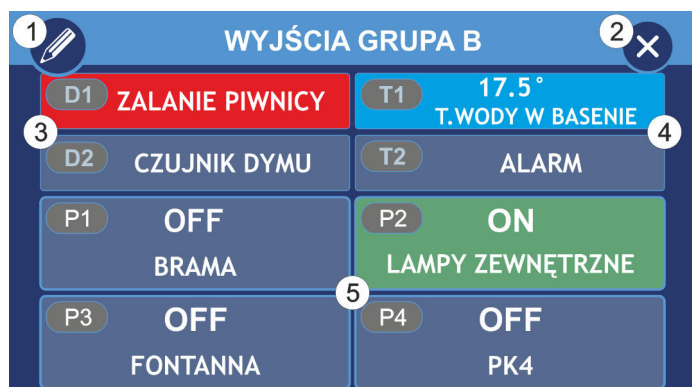 1 WYJŚCIA GRUPA B 2
D1 ZALANIE PIWNICY
T1 17.5°
T.WODY W BASENIE
3
4
D2 CZUJNIK DYMU
T2 ALARM
P1 OFF
BRAMA
P2 ON
LAMPY ZEWNĘTRZNE
5
P3 OFF
FONTANNA
P4 OFF
PK4